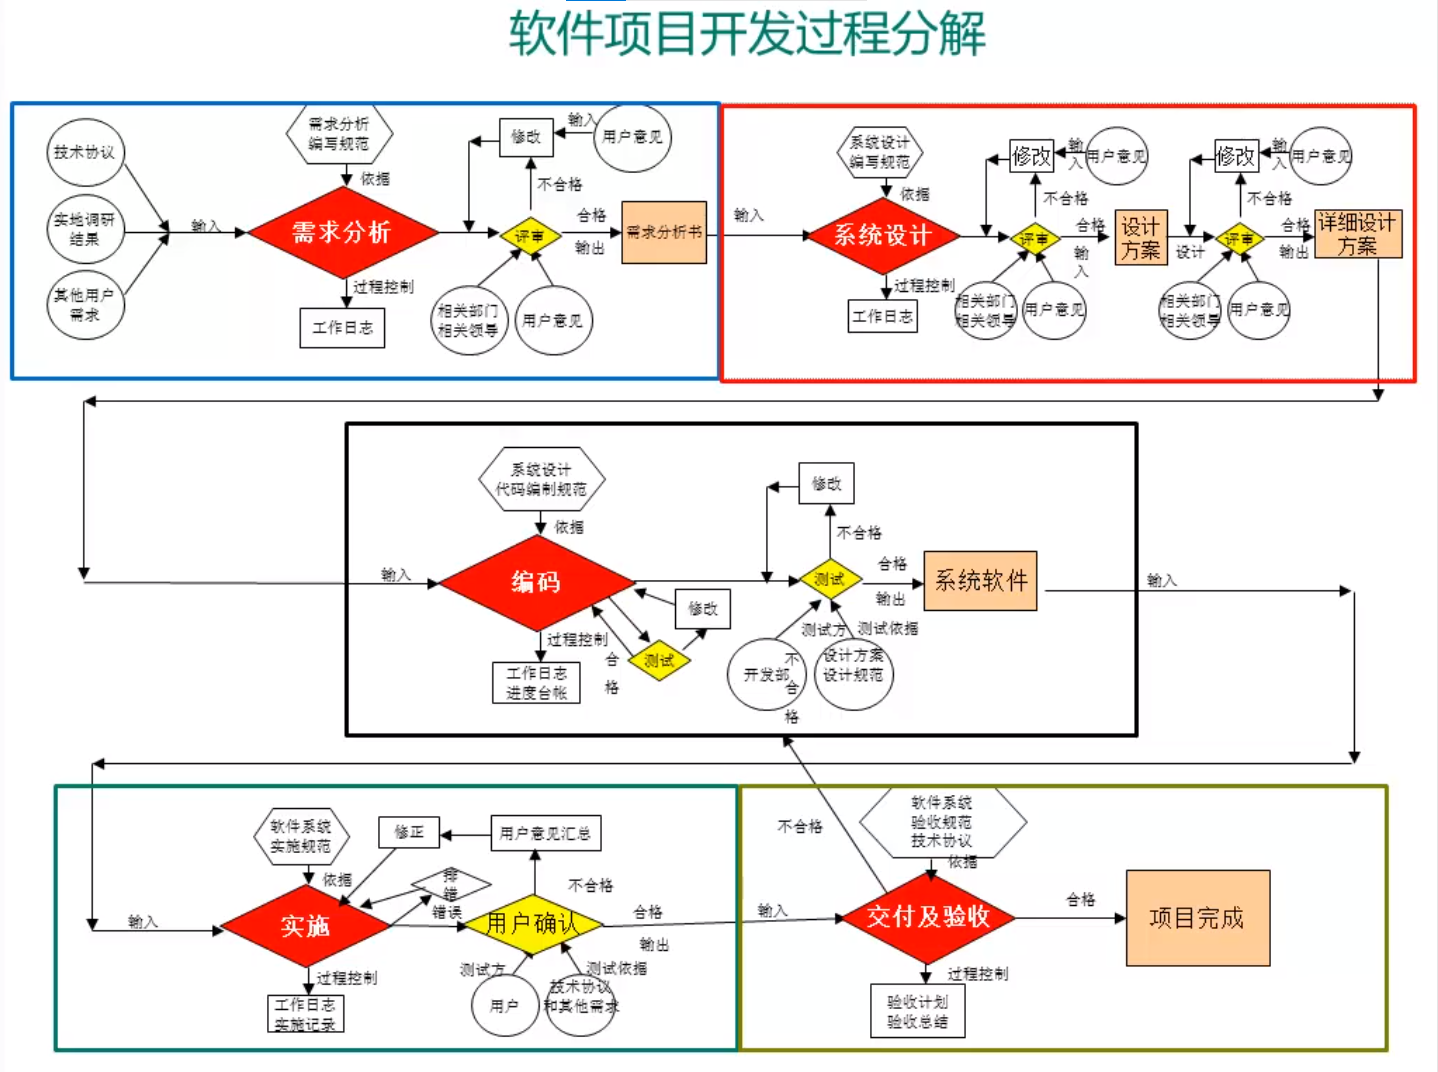 软件项目开发过程分解
技术协议
实地调研
结果
其他用户
需求
输入
需求分析
编写规范
依据
需求分析
过程控制
工作日志
修改
输入
用户意见
不合格
评审
合格
输出
相关部门
相关领导
用户意见
需求分析书
输入
系统设计
编写规范
依据
系统设计
过程控制
工作日志
修改
输
入
用户意见
不合格
评审
合格
输
入
相关部门
相关领导
用户意见
设计
方案
设计
修改
输
入
用户意见
不合格
评审
合格
输出
相关部门
相关领导
用户意见
详细设计
方案
输入
系统设计
代码编制规范
依据
编码
过程控制
工作日志
进度台帐
合
格
测试
修改
修改
不合格
测试
合格
输出
测试方
测试依据
开发部
不
合
格
设计方案
设计规范
系统软件
输入
输入
软件系统
实施规范
依据
实施
过程控制
工作日志
实施记录
修正
用户意见汇总
排
错
错误
不合格
用户确认
合格
输出
测试方
测试依据
用户
技术协议
和其他需求
输入
不合格
软件系统
验收规范
技术协议
依据
交付及验收
过程控制
验收计划
验收总结
合格
项目完成